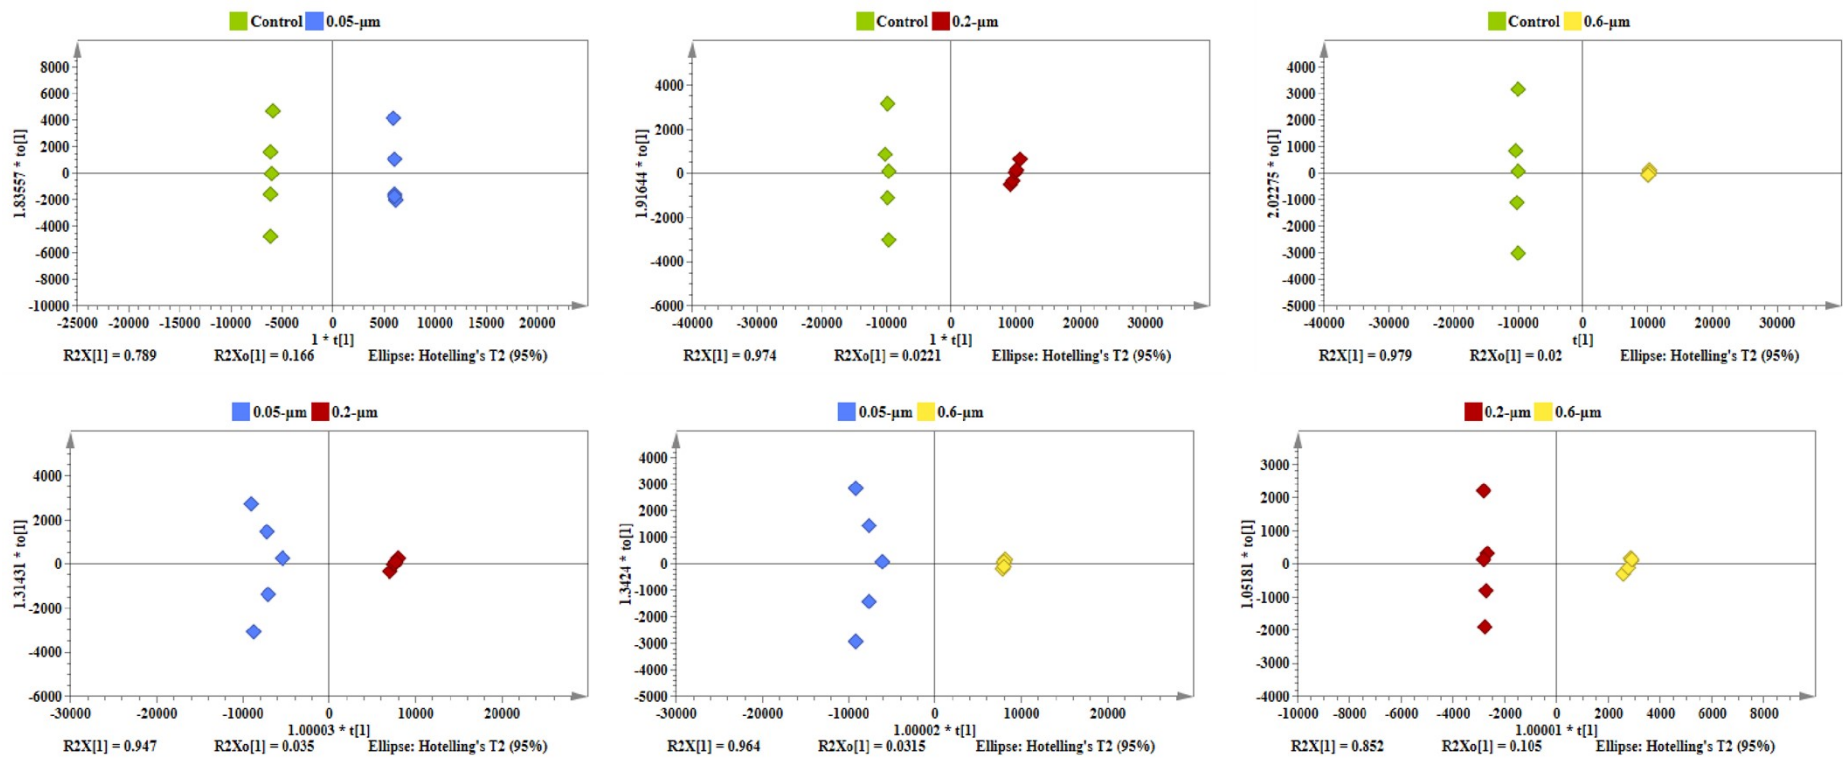 Control 0.05-μm
8000
6000
4000
2000
0
-2000
-4000
-6000
-8000
-10000
1.83557 * to[1]
-25000 -20000 -15000 -10000 -5000 0 5000 10000 15000 20000
1 * t[1]
R2X[1] = 0.789 R2Xo[1] = 0.166 Ellipse: Hotelling's T2 (95%)
Control 0.2-μm
4000
2000
0
-2000
-4000
-6000
1.91644 * to[1]
-40000 -30000 -20000 -10000 0 10000 20000 30000
1 * t[1]
R2X[1] = 0.974 R2Xo[1] = 0.0221 Ellipse: Hotelling's T2 (95%)
Control 0.6-μm
4000
3000
2000
1000
0
-1000
-2000
-3000
-4000
-5000
2.02275 * to[1]
-40000 -30000 -20000 -10000 0 10000 20000 30000
t[1]
R2X[1] = 0.979 R2Xo[1] = 0.02 Ellipse: Hotelling's T2 (95%)
0.05-μm 0.2-μm
4000
2000
0
-2000
-4000
-6000
1.31431 * to[1]
-30000 -20000 -10000 0 10000 20000
1.00003 * t[1]
R2X[1] = 0.947 R2Xo[1] = 0.035 Ellipse: Hotelling's T2 (95%)
0.05-μm 0.6-μm
4000
3000
2000
1000
0
-1000
-2000
-3000
-4000
-5000
1.3424 * to[1]
-30000 -20000 -10000 0 10000 20000
1.00002 * t[1]
R2X[1] = 0.964 R2Xo[1] = 0.0315 Ellipse: Hotelling's T2 (95%)
0.2-μm 0.6-μm
3000
2000
1000
0
-1000
-2000
-3000
-4000
1.05181 * to[1]
-10000 -8000 -6000 -4000 -2000 0 2000 4000 6000 8000
1.00001 * t[1]
R2X[1] = 0.852 R2Xo[1] = 0.105 Ellipse: Hotelling's T2 (95%)